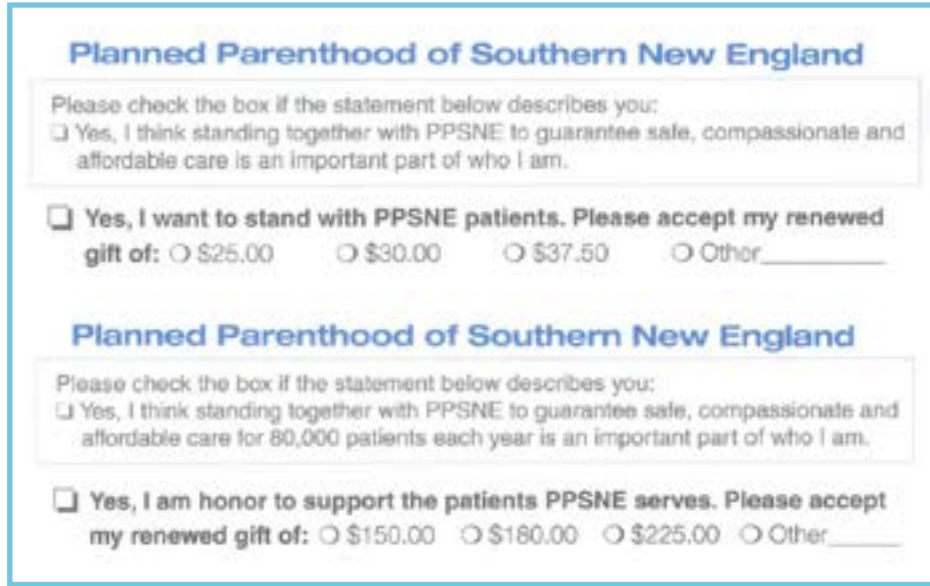 Planned Parenthood of Southern New England
Please check the box if the statement below describes you:
❑ Yes, I think standing together with PPSNE to guarantee safe, compassionate and
affordable care is an important part of who I am.
❑ Yes, I want to stand with PPSNE patients. Please accept my renewed
gift of: ❍ $25.00 ❍ $30.00 ❍ $37.50 ❍ Other_________
Planned Parenthood of Southern New England
Please check the box if the statement below describes you:
❑ Yes, I think standing together with PPSNE to guarantee safe, compassionate and
affordable care for 80,000 patients each year is an important part of who I am.
❑ Yes, I am honor to support the patients PPSNE serves. Please accept
my renewed gift of: ❍ $150.00 ❍ $180.00 ❍ $225.00 ❍ Other_____